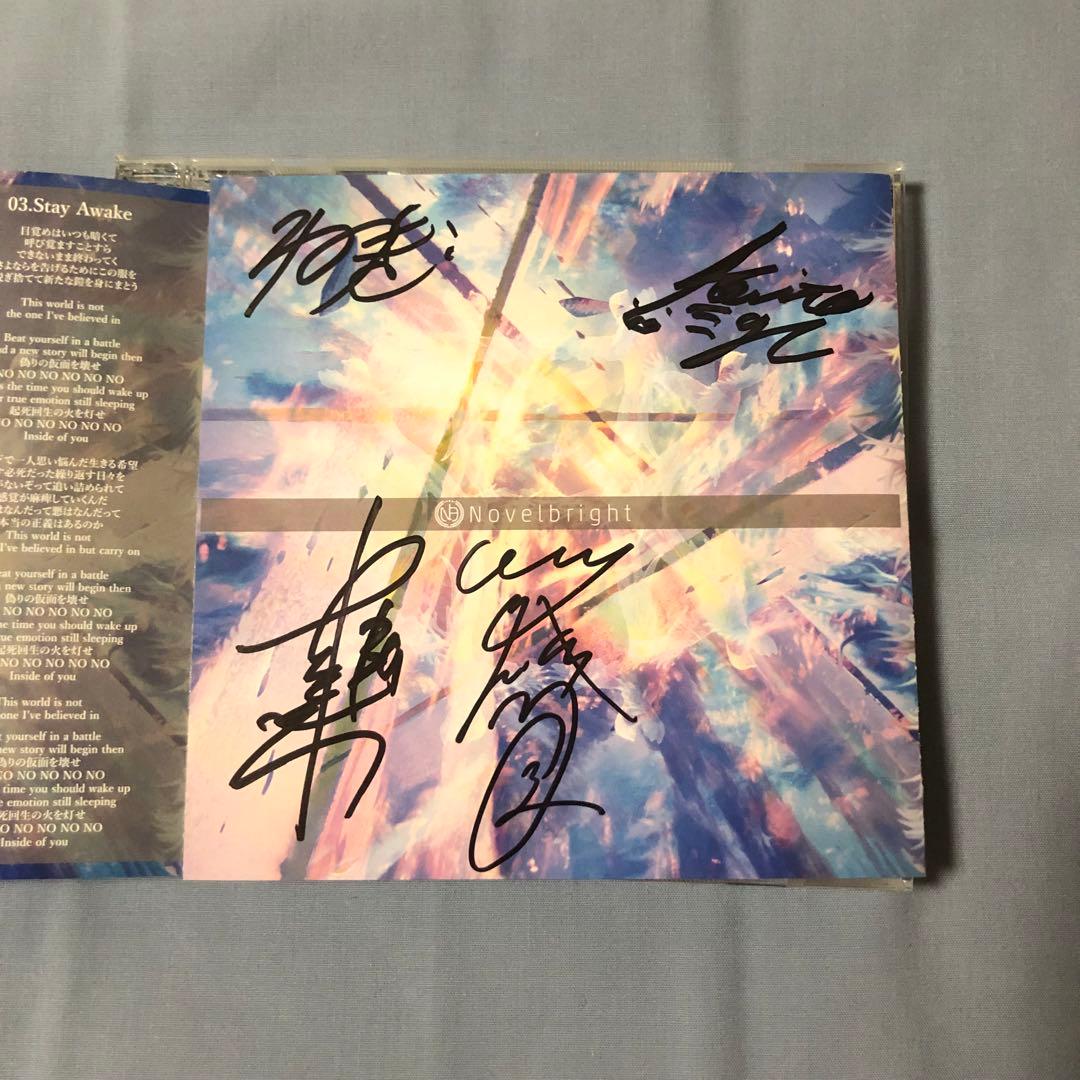 03.Stay Awake
目覚めはいつも暗くて
呼び覚ますことすら
できないまま終わってく
さよならを告げるためにこの服を
脱ぎ捨てて新たな鎧を身にまとう
This world is not
the one I've believed in
Beat yourself in a battle
a new story will begin then
偽りの仮面を壊せ
NO NO NO NO NO
the time you should wake up
true emotion still sleeping
起死回生の火を灯せ
NO NO NO NO NO
Inside of you
で一人思い悩んだ生きる希望
必死だった繰り返す日々を
ないぞって追い詰められて
感覚が麻痺していくんだ
なんだって悪はなんだって
本当の正義はあるのか
This world is not
I've believed in but carry on
yourself in a battle
new story will begin then
偽りの仮面を壊せ
NO NO NO NO NO
time you should wake up
emotion still sleeping
起死回生の火を灯せ
NO NO NO NO
Inside of you
This world is not
one I've believed in
yourself in a battle
new story will begin then
偽りの仮面を壊せ
NO NO NO NO
time you should wake up
emotion still sleeping
死回生の火を灯せ
NO NO NO NO
Inside of you
Novelbright